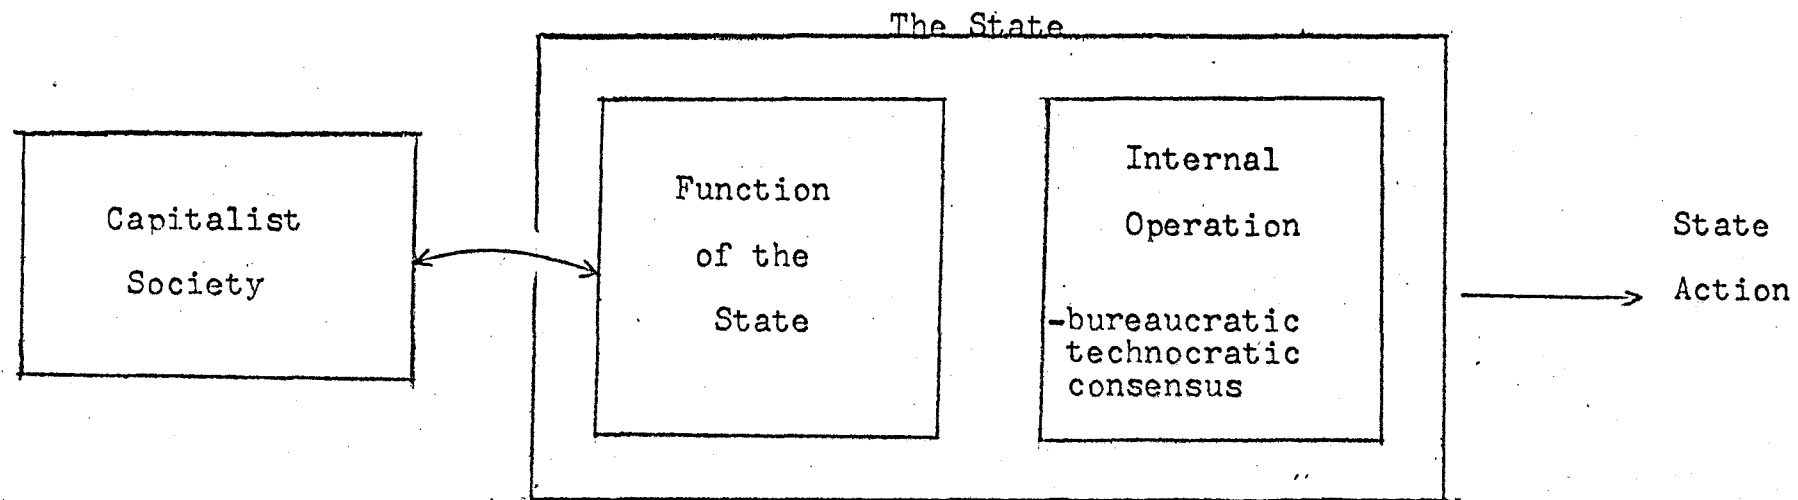 The State
Capitalist
Society
Function
of the
State
Internal
Operation
-bureaucratic
technocratic
consensus
State
Action